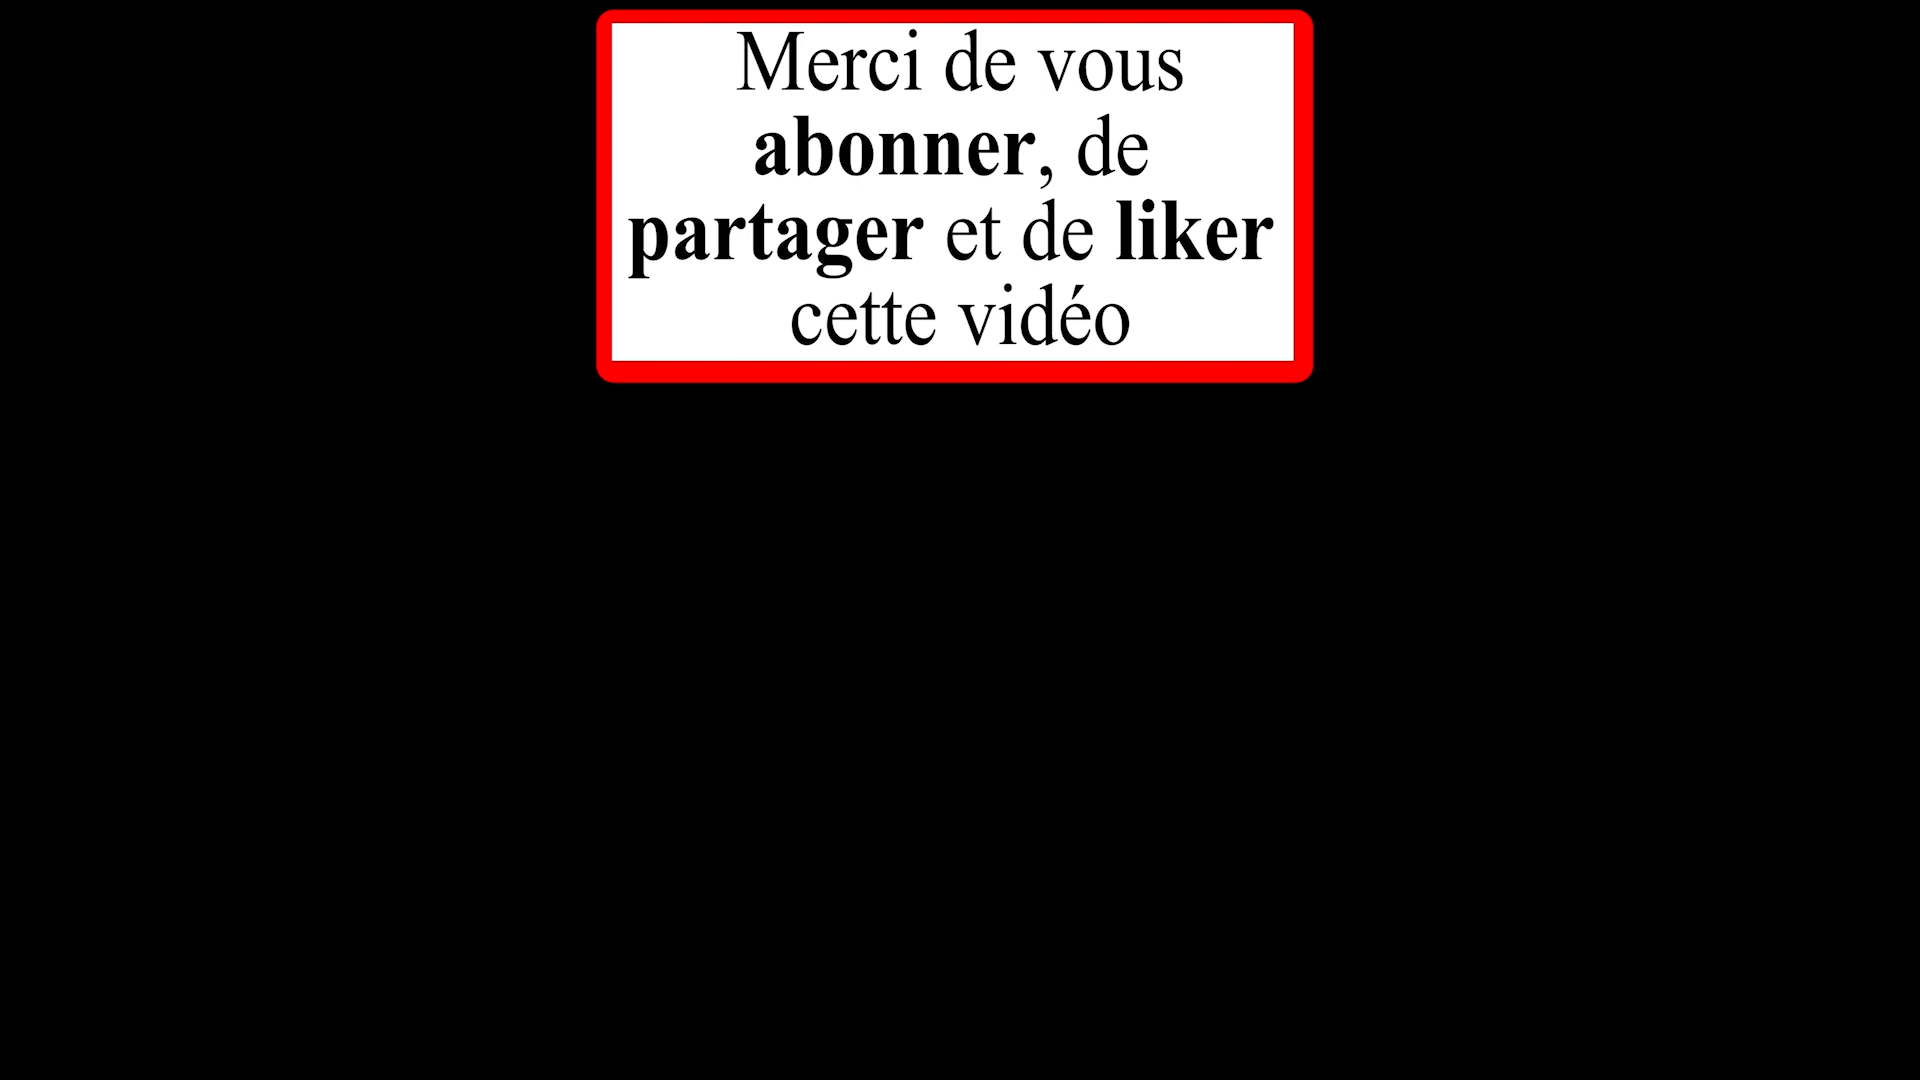 Merci de vous
abonner, de
partager et de liker
cette vidéo